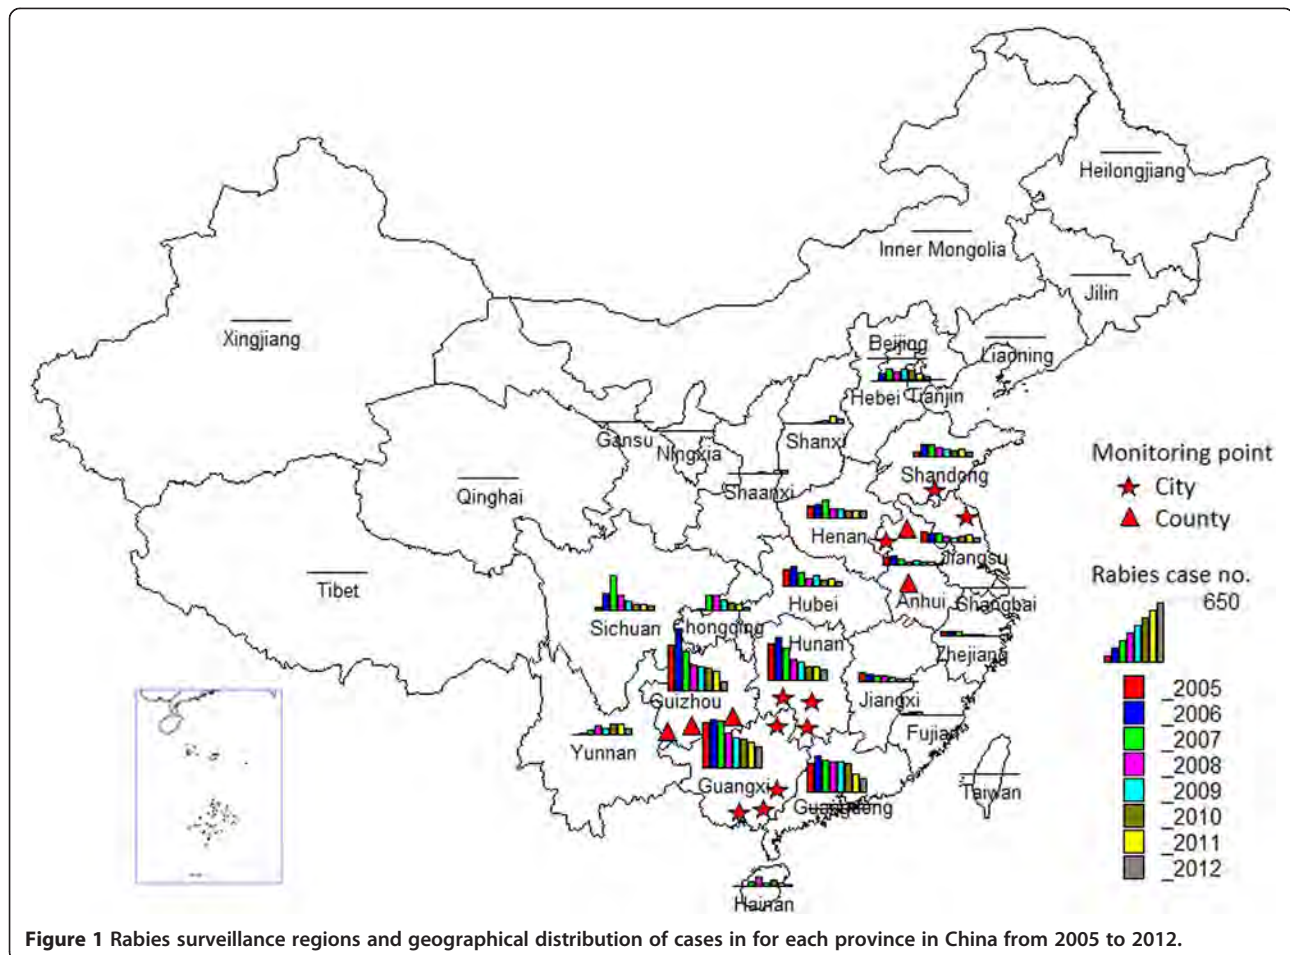 Heilongjiang
Inner Mongolia
Jilin
Xingjiang
Beijing
Liaoning
Hebei Tianjin
Gansu
Ningxia
Shanxi
Shaanxi
Shandong
Qinghai
Henan
Jiangsu
Tibet
Hubei
Anhui
Shanghai
Sichuan
Chongqing
Hunan
Zhejiang
Guizhou
Jiangxi
Yunnan
Fujian
Guangxi
Guangdong
Taiwan
Hainan
Monitoring point
City
County
Rabies case no.
650
_2005
_2006
_2007
_2008
_2009
_2010
_2011
_2012
Figure 1 Rabies surveillance regions and geographical distribution of cases in for each province in China from 2005 to 2012.